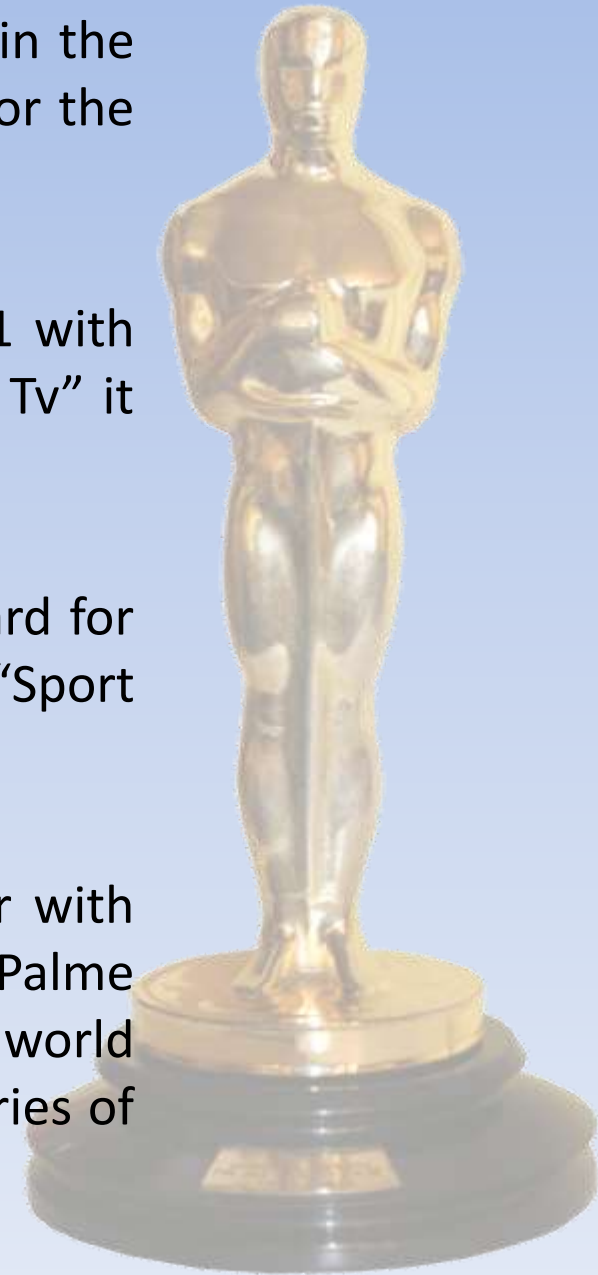 in the
or the
1 with
Tv” it
rd for
“Sport
r with
Palme
world
ries of